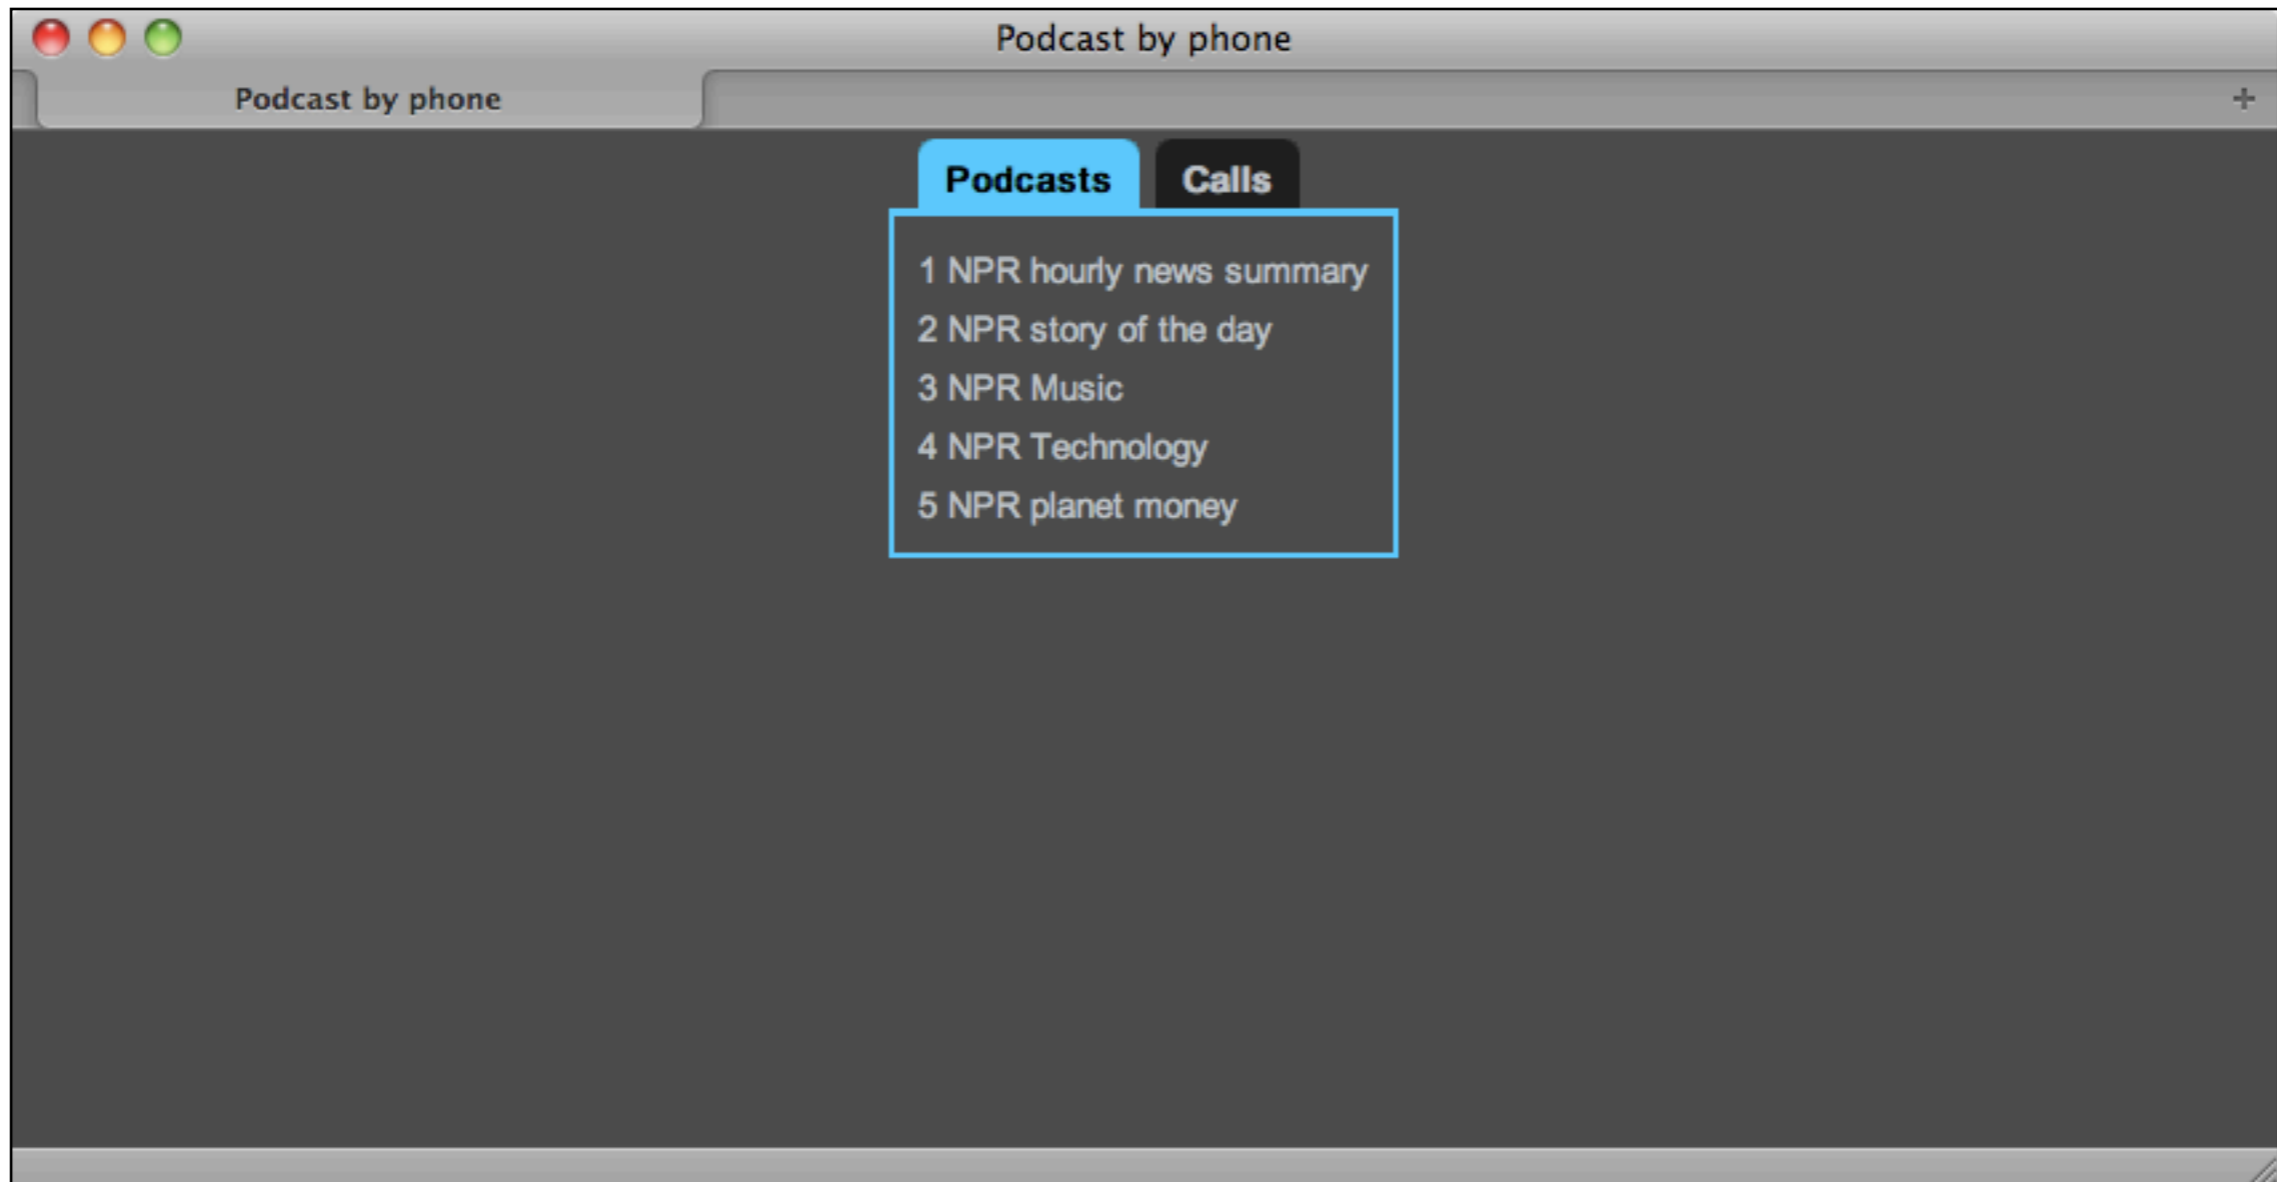 Podcast by phone
Podcast by phone
Podcasts Calls
1 NPR hourly news summary
2 NPR story of the day
3 NPR Music
4 NPR Technology
5 NPR planet money